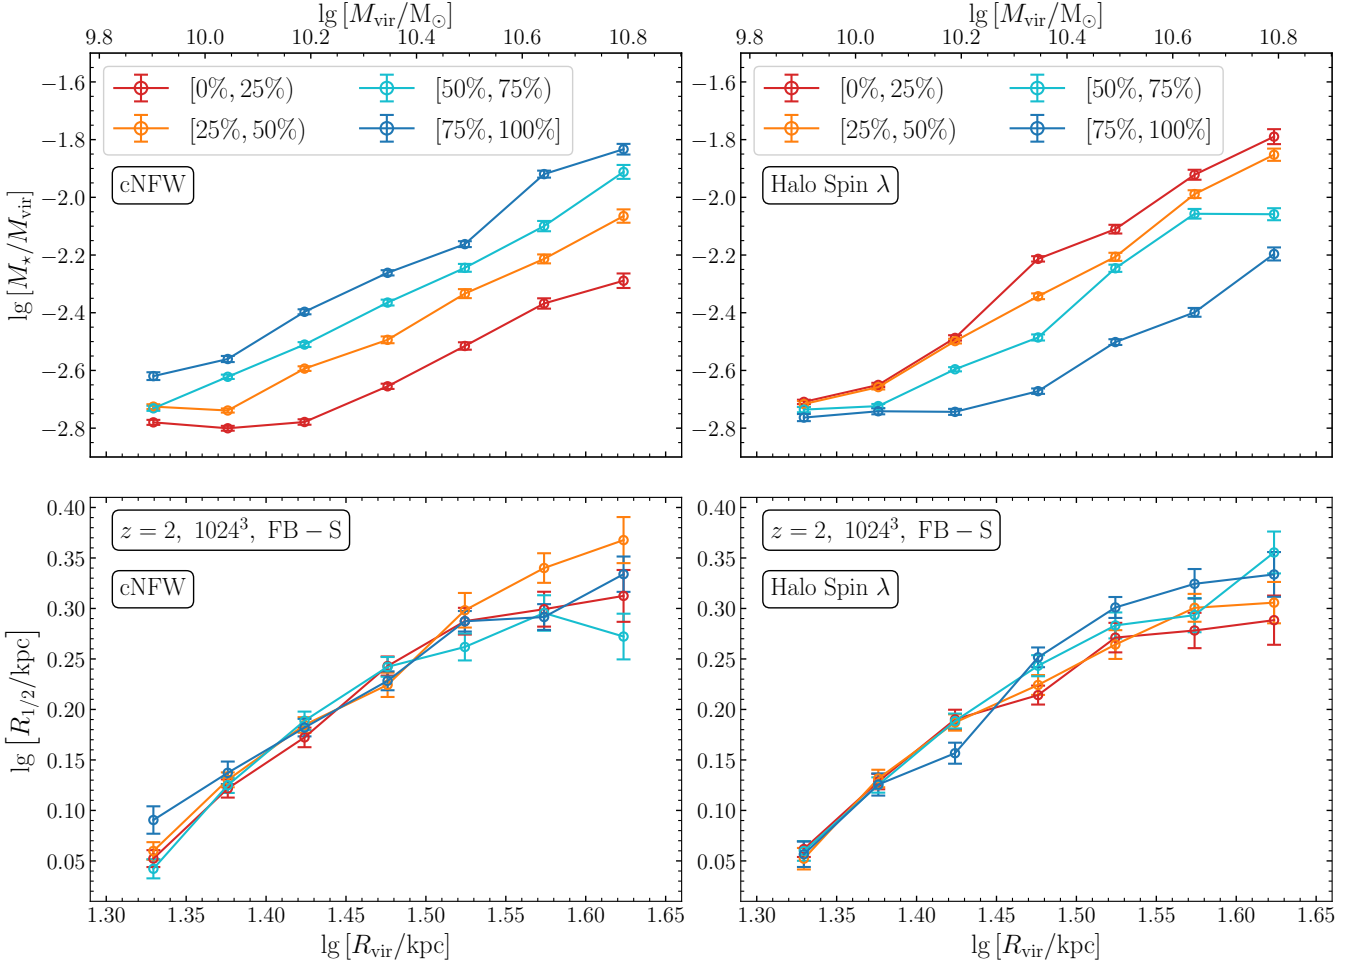 lg [M_vir/M_⊙] lg [M_vir/M_⊙]
9.8 10.0 10.2 10.4 10.6 10.8 9.8 10.0 10.2 10.4 10.6 10.8
[0%, 25%) [50%, 75%) [0%, 25%) [50%, 75%)
[25%, 50%) [75%, 100%] [25%, 50%) [75%, 100%]
cNFW Halo Spin λ
lg [M_⋆/M_vir]
−1.6 −1.6
−1.8 −1.8
−2.0 −2.0
−2.2 −2.2
−2.4 −2.4
−2.6 −2.6
−2.8 −2.8
z = 2, 1024³, FB − S z = 2, 1024³, FB − S
cNFW Halo Spin λ
lg [R_1/2/kpc]
0.40 0.40
0.35 0.35
0.30 0.30
0.25 0.25
0.20 0.20
0.15 0.15
0.10 0.10
0.05 0.05
1.30 1.35 1.40 1.45 1.50 1.55 1.60 1.65 1.30 1.35 1.40 1.45 1.50 1.55 1.60 1.65
lg [R_vir/kpc] lg [R_vir/kpc]